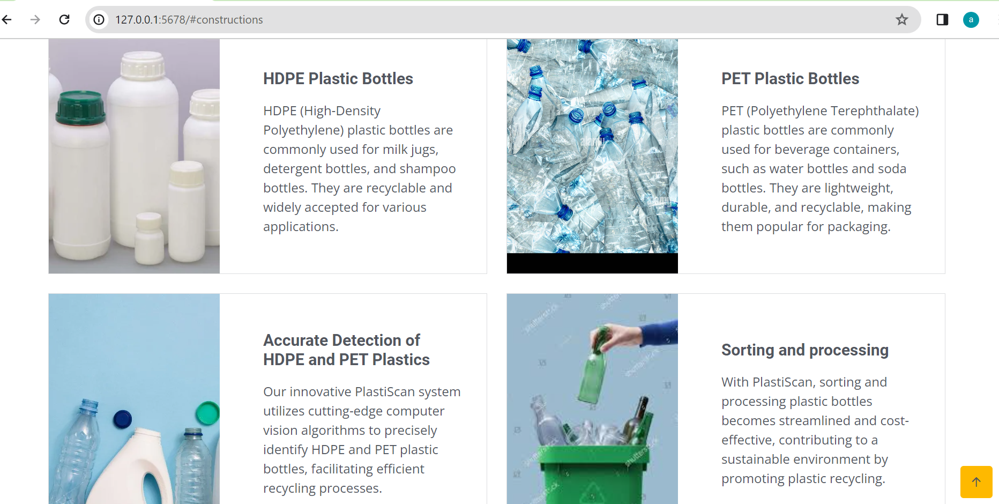 127.0.0.1:5678/#constructions
a
HDPE Plastic Bottles
HDPE (High-Density
Polyethylene) plastic bottles are
commonly used for milk jugs,
detergent bottles, and shampoo
bottles. They are recyclable and
widely accepted for various
applications.
PET Plastic Bottles
PET (Polyethylene Terephthalate)
plastic bottles are commonly
used for beverage containers,
such as water bottles and soda
bottles. They are lightweight,
durable, and recyclable, making
them popular for packaging.
alamy
alamy
Accurate Detection of
HDPE and PET Plastics
Our innovative PlastiScan system
utilizes cutting-edge computer
vision algorithms to precisely
identify HDPE and PET plastic
bottles, facilitating efficient
recycling processes.
Sorting and processing
With PlastiScan, sorting and
processing plastic bottles
becomes streamlined and cost-
effective, contributing to a
sustainable environment by
promoting plastic recycling.
shutterstock
shutterstock
shutterstock